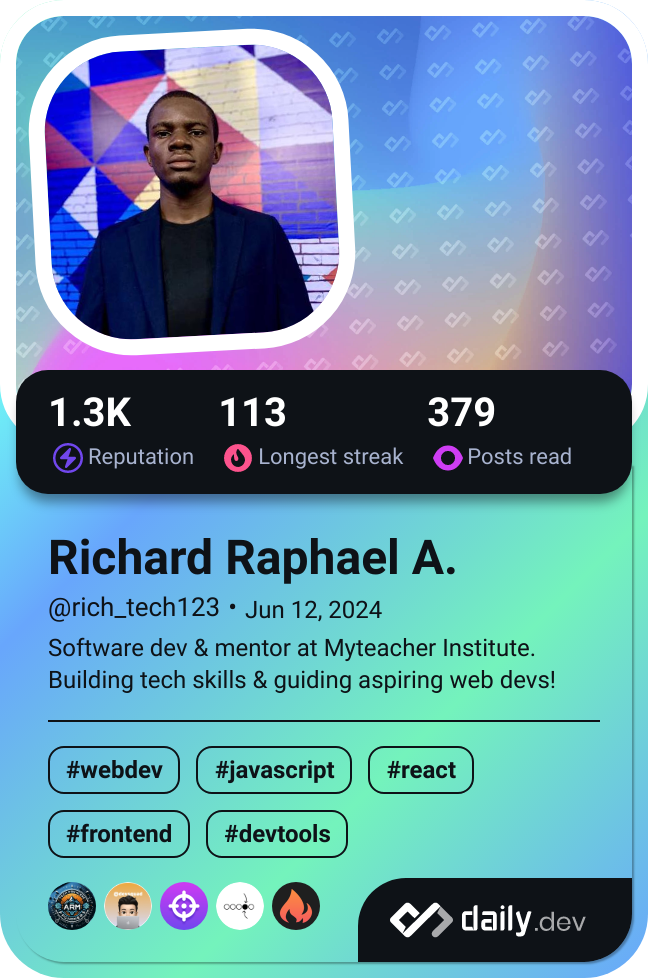 1.3K 113 379
Reputation Longest streak Posts read
Richard Raphael A.
@rich_tech123 • Jun 12, 2024
Software dev & mentor at Myteacher Institute.
Building tech skills & guiding aspiring web devs!
#webdev #javascript #react
#frontend #devtools
ARM
daily.dev